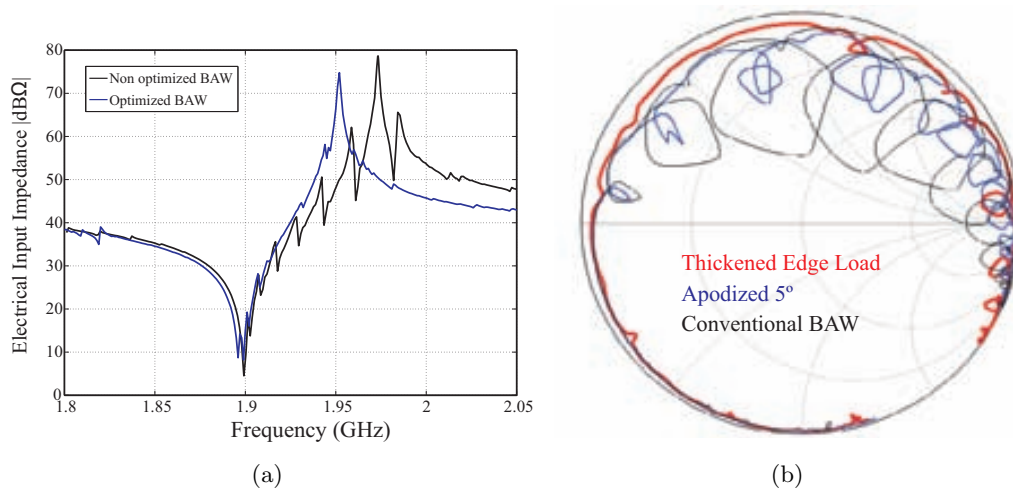 80
70
60
50
40
30
20
10
0
Electrical Input Impedance |dBΩ|
Non optimized BAW
Optimized BAW
1.8 1.85 1.9 1.95 2 2.05
Frequency (GHz)
(a)
Thickened Edge Load
Apodized 5º
Conventional BAW
(b)